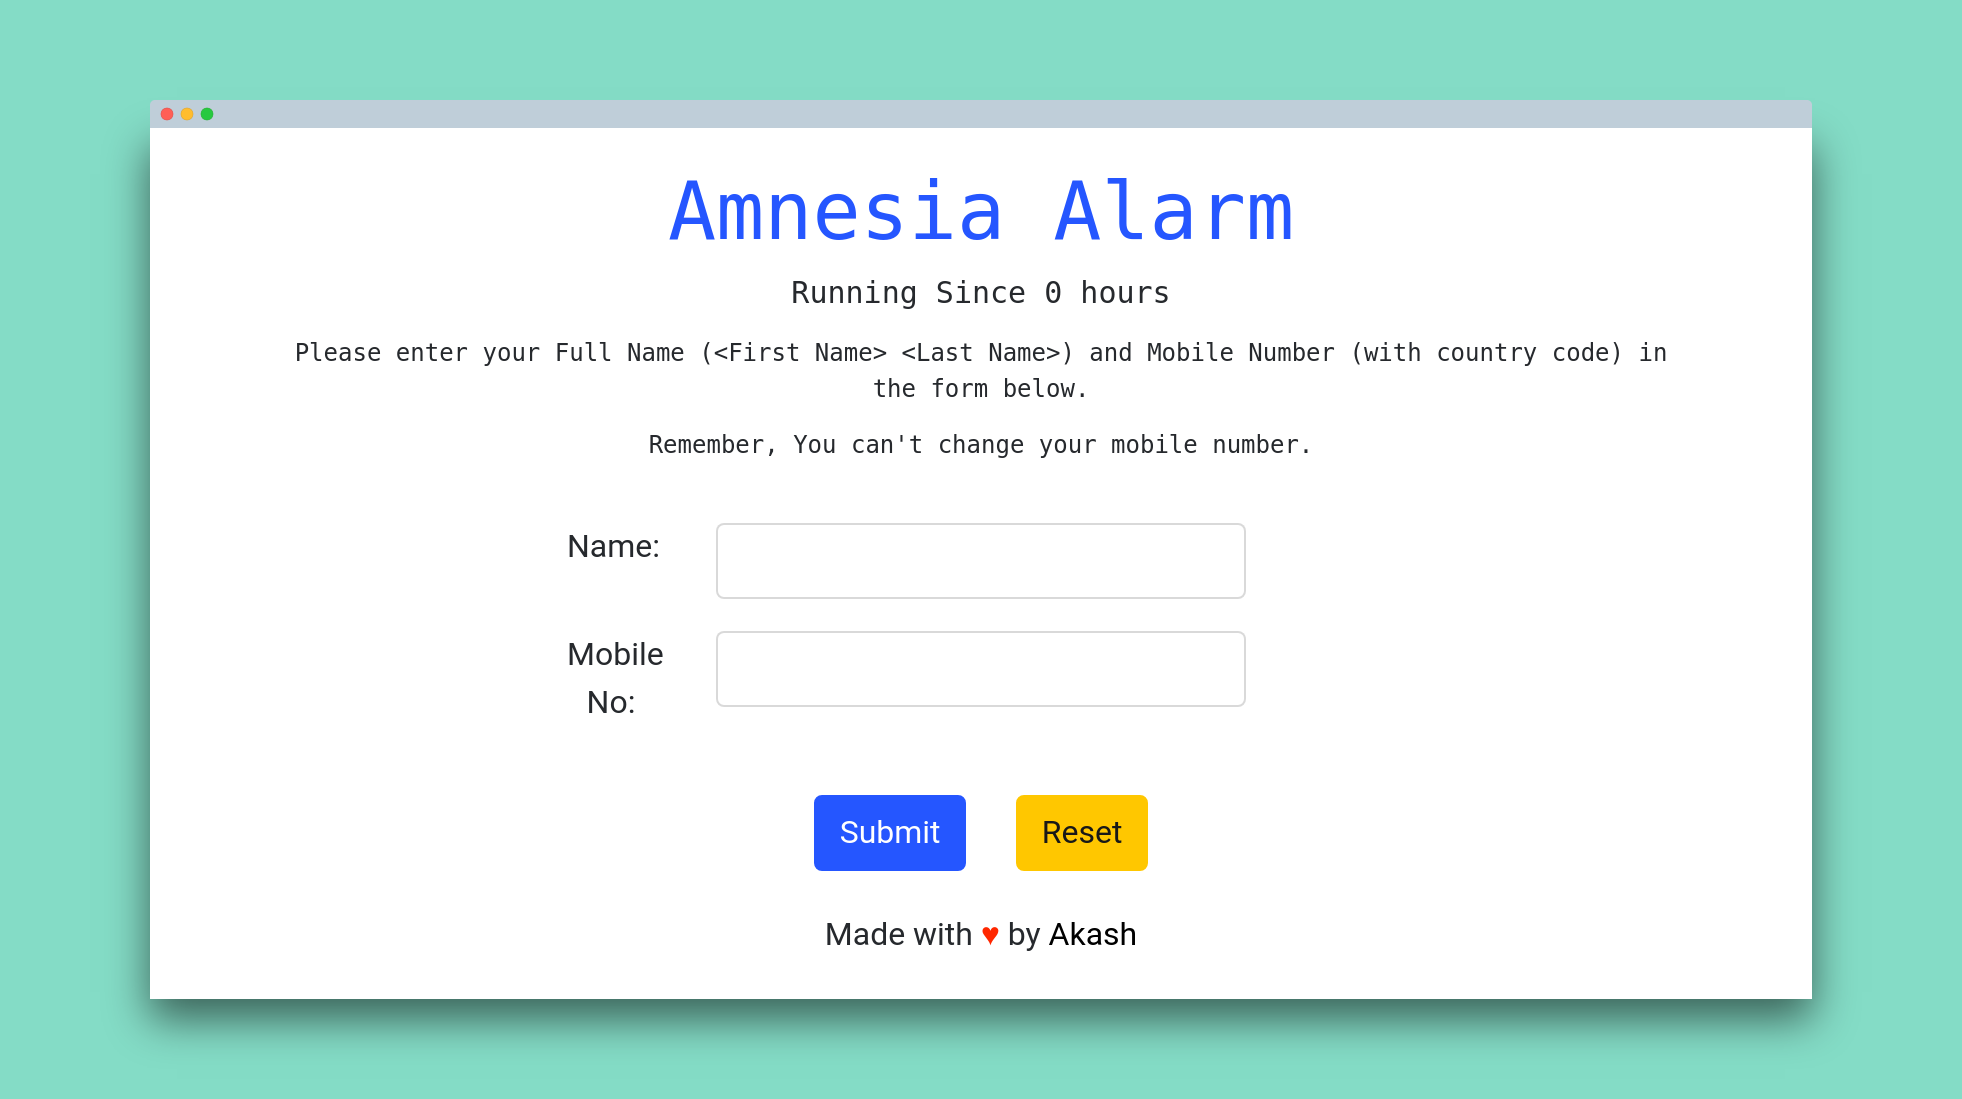 Amnesia Alarm
Running Since 0 hours
Please enter your Full Name (<First Name> <Last Name>) and Mobile Number (with country code) in
the form below.
Remember, You can't change your mobile number.
Name:
Mobile
No:
Submit Reset
Made with ♥ by Akash